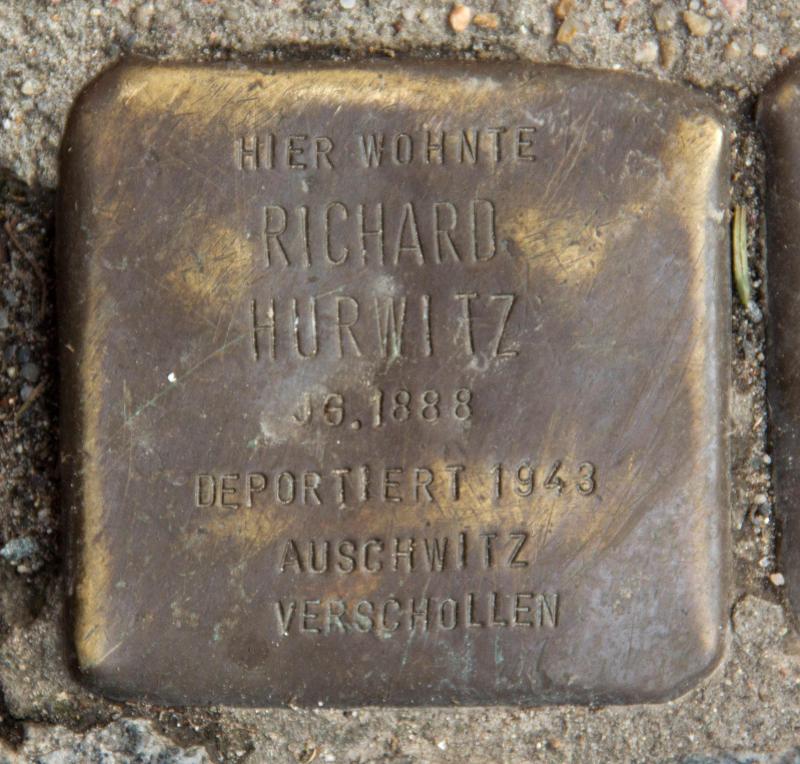 HIER WOHNTE
RICHARD
HURWITZ
JG. 1888
DEPORTIERT 1943
AUSCHWITZ
VERSCHOLLEN